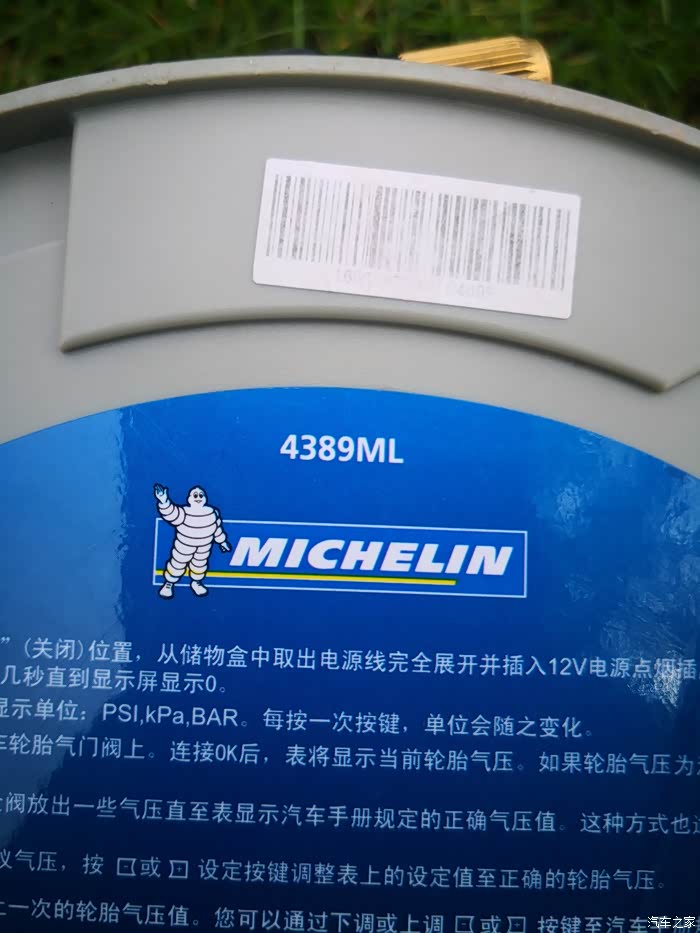 4389ML
MICHELIN
”(关闭)位置，从储物盒中取出电源线完全展开并插入12V电源点烟插
几秒直到显示屏显示0。
显示单位：PSI,kPa,BAR。每按一次按键，单位会随之变化。
车轮胎气门阀上。连接OK后，表将显示当前轮胎气压。如果轮胎气压为
阀放出一些气压直至表显示汽车手册规定的正确气压值。这种方式也
议气压，按 或 设定按键调整表上的设定值至正确的轮胎气压。
一次的轮胎气压值。您可以通过下调或上调 或 按键至汽车
汽车之家